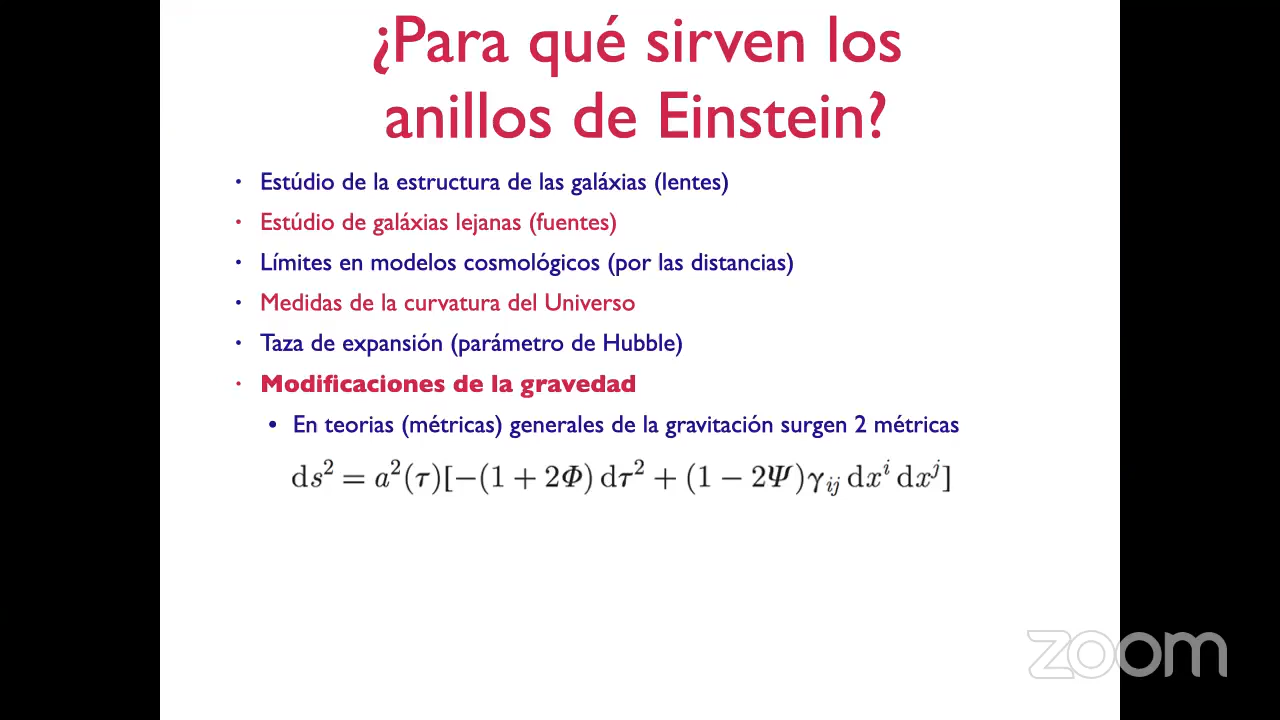 ¿Para qué sirven los
anillos de Einstein?
• Estúdio de la estructura de las galáxias (lentes)
• Estúdio de galáxias lejanas (fuentes)
• Límites en modelos cosmológicos (por las distancias)
• Medidas de la curvatura del Universo
• Taza de expansión (parámetro de Hubble)
• Modificaciones de la gravedad
• En teorias (métricas) generales de la gravitación surgen 2 métricas
ds² = a²(τ)[−(1 + 2Φ) dτ² + (1 − 2Ψ)γᵢⱼ dxⁱ dxʲ]
zoom